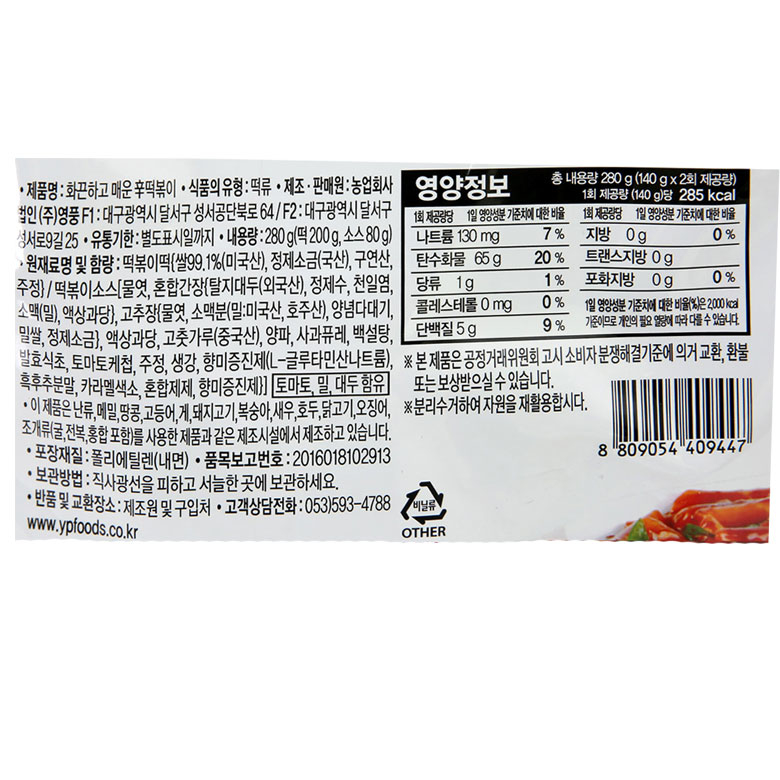 • 제품명 : 화끈하고 매운 辛떡볶이 • 식품의 유형 : 떡류 • 제조 · 판매원 : 농업회사
법인 (주)영풍 F1 : 대구광역시 달서구 성서공단북로 64 / F2 : 대구광역시 달서구
성서로9길 25 • 유통기한 : 별도표시일까지 • 내용량 : 280 g(떡 200 g, 소스 80 g)
• 원재료명 및 함량 : 떡볶이떡(쌀99.1%(미국산), 정제소금(국산), 구연산,
주정) / 떡볶이소스[물엿, 혼합간장(탈지대두(외국산), 정제수, 천일염,
소맥(밀), 액상과당), 고추장(물엿, 소맥분(밀:미국산, 호주산), 양념다대기,
밀쌀, 정제소금), 액상과당, 고춧가루(중국산), 양파, 사과퓨레, 백설탕,
발효식초, 토마토케첩, 주정, 생강, 향미증진제(L-글루타민산나트륨),
흑후추분말, 카라멜색소, 혼합제제, 향미증진제)] 토마토, 밀, 대두 함유
• 이 제품은 난류, 메밀, 땅콩, 고등어, 게, 돼지고기, 복숭아, 새우, 호두, 닭고기, 오징어,
조개류(굴, 전복, 홍합 포함)를 사용한 제품과 같은 제조시설에서 제조하고 있습니다.
• 포장재질 : 폴리에틸렌(내면) • 품목보고번호 : 2016018102913
• 보관방법 : 직사광선을 피하고 서늘한 곳에 보관하세요.
• 반품 및 교환장소 : 제조원 및 구입처 • 고객상담전화 : 053)593-4788
www.ypfoods.co.kr
영양정보 총 내용량 280 g (140 g x 2회 제공량)
1회 제공량 (140 g)당 285 kcal
1회 제공량당 1일 영양성분 기준치에 대한 비율 1회 제공량당 1일 영양성분 기준치에 대한 비율
나트륨 130 mg 7 % 지방 0 g 0 %
탄수화물 65 g 20 % 트랜스지방 0 g
당류 1 g 1 % 포화지방 0 g 0 %
콜레스테롤 0 mg 0 % 1일 영양성분 기준치에 대한 비율(%)은 2,000 kcal
단백질 5 g 9 % 기준이므로 개인의 필요 열량에 따라 다를 수 있습니다.
※ 본 제품은 공정거래위원회 고시 소비자 분쟁해결기준에 의거 교환, 환불
또는 보상받으실 수 있습니다.
※ 분리수거하여 자원을 재활용합시다.
8 809054 409447
비닐류
OTHER